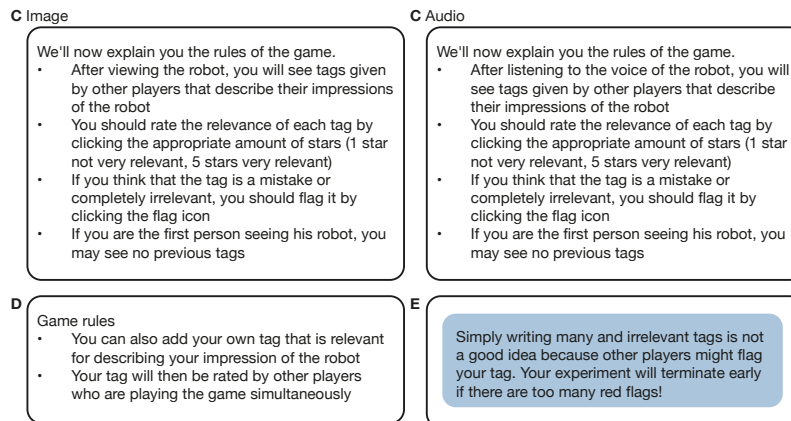 C Image
We'll now explain you the rules of the game.
• After viewing the robot, you will see tags given
by other players that describe their impressions
of the robot
• You should rate the relevance of each tag by
clicking the appropriate amount of stars (1 star
not very relevant, 5 stars very relevant)
• If you think that the tag is a mistake or
completely irrelevant, you should flag it by
clicking the flag icon
• If you are the first person seeing his robot, you
may see no previous tags
C Audio
We'll now explain you the rules of the game.
• After listening to the voice of the robot, you will
see tags given by other players that describe
their impressions of the robot
• You should rate the relevance of each tag by
clicking the appropriate amount of stars (1 star
not very relevant, 5 stars very relevant)
• If you think that the tag is a mistake or
completely irrelevant, you should flag it by
clicking the flag icon
• If you are the first person seeing his robot, you
may see no previous tags
D
Game rules
• You can also add your own tag that is relevant
for describing your impression of the robot
• Your tag will then be rated by other players
who are playing the game simultaneously
E
Simply writing many and irrelevant tags is not
a good idea because other players might flag
your tag. Your experiment will terminate early
if there are too many red flags!